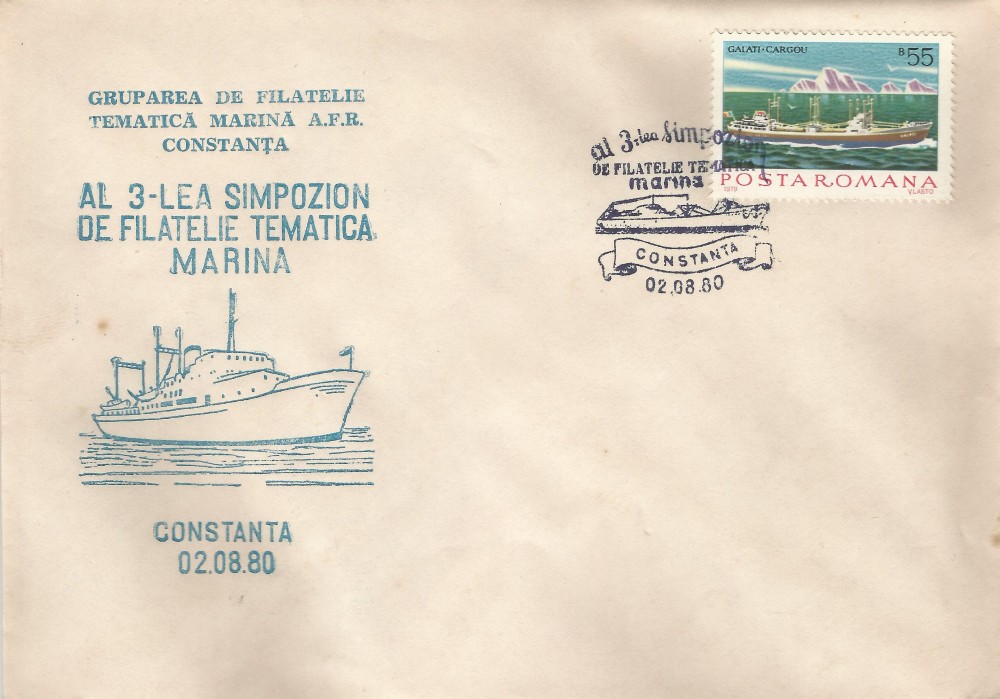 GRUPAREA DE FILATELIE
TEMATICĂ MARINĂ A.F.R.
CONSTANȚA
AL 3-LEA SIMPOZION
DE FILATELIE TEMATICA
MARINA
CONSTANTA
02.08.80
al 3-lea Simpozion
DE FILATELIE TEMATICA
marina
CONSTANTA
02.08.80
GALATI-CARGOU
B 55
POSTA ROMANA
1979
VLASTO